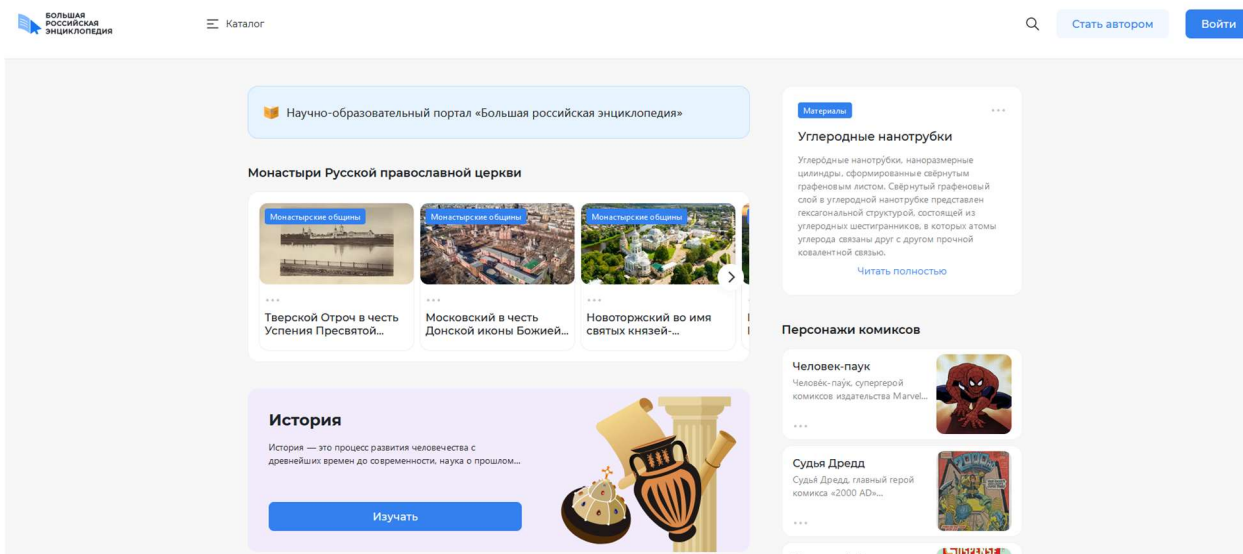 БОЛЬШАЯ
РОССИЙСКАЯ
ЭНЦИКЛОПЕДИЯ
Каталог
Стать автором
Войти
Научно-образовательный портал «Большая российская энциклопедия»
Монастыри Русской православной церкви
Монастырские общины
Тверской Отроч в честь
Успения Пресвятой...
Монастырские общины
Московский в честь
Донской иконы Божией...
Монастырские общины
Новоторжский во имя
святых князей-...
История
История — это процесс развития человечества с
древнейших времен до современности, наука о прошлом...
Изучать
Материалы
Углеродные нанотрубки
Углеро́дные нанотру́бки, наноразмерные
цилиндры, сформированные свёрнутым
графеновым листом. Свёрнутый графеновый
слой в углеродной нанотрубке представлен
гексагональной структурой, состоящей из
углеродных шестигранников, в которых атомы
углерода связаны друг с другом прочной
ковалентной связью.
Читать полностью
Персонажи комиксов
Человек-паук
Челове́к-пау́к, супергерой
комиксов издательства Marvel...
Судья Дредд
Судья́ Дредд, главный герой
комикса «2000 AD»...